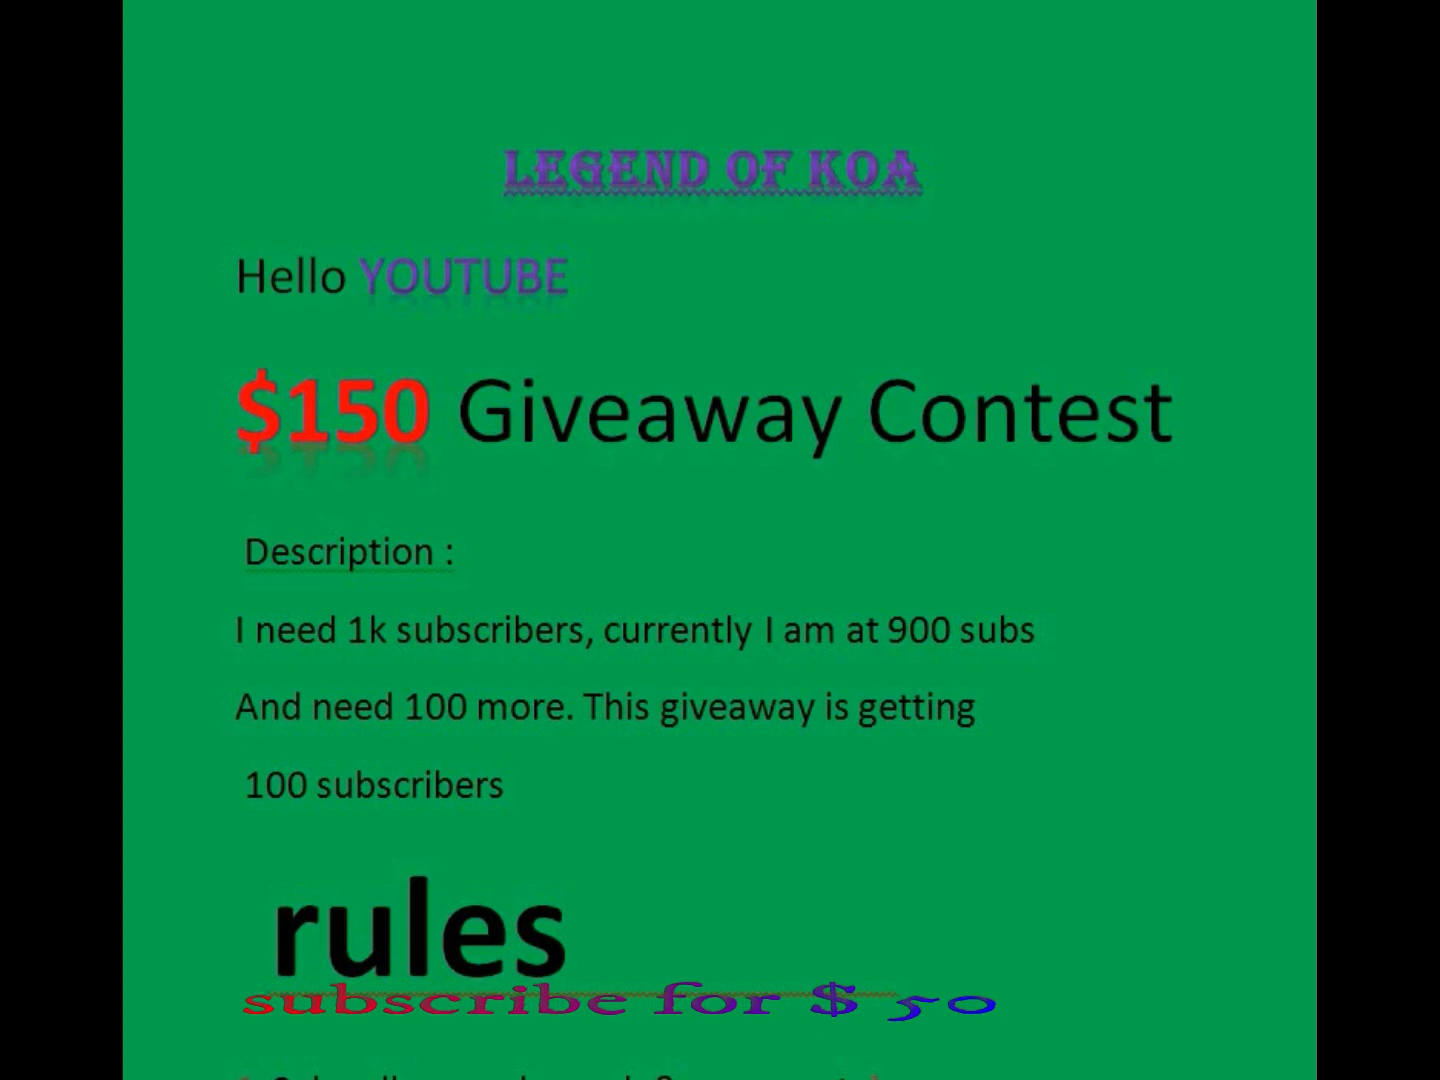 LEGEND OF KOA
Hello YOUTUBE
$150 Giveaway Contest
Description :
I need 1k subscribers, currently I am at 900 subs
And need 100 more. This giveaway is getting
100 subscribers
rules
subscribe for $ 50